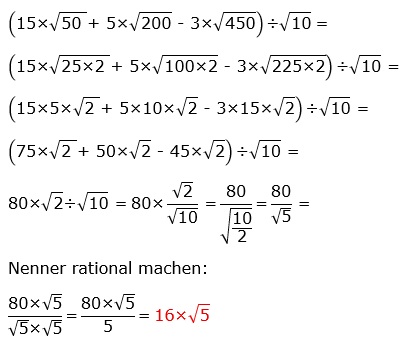 (15×√50 + 5×√200 - 3×√450)÷√10 =
(15×√25×2 + 5×√100×2 - 3×√225×2)÷√10 =
(15×5×√2 + 5×10×√2 - 3×15×√2)÷√10 =
(75×√2 + 50×√2 - 45×√2)÷√10 =
80×√2÷√10 = 80×√2/√10 = 80/√(10/2) = 80/√5 =
Nenner rational machen:
80×√5/√5×√5 = 80×√5/5 = 16×√5